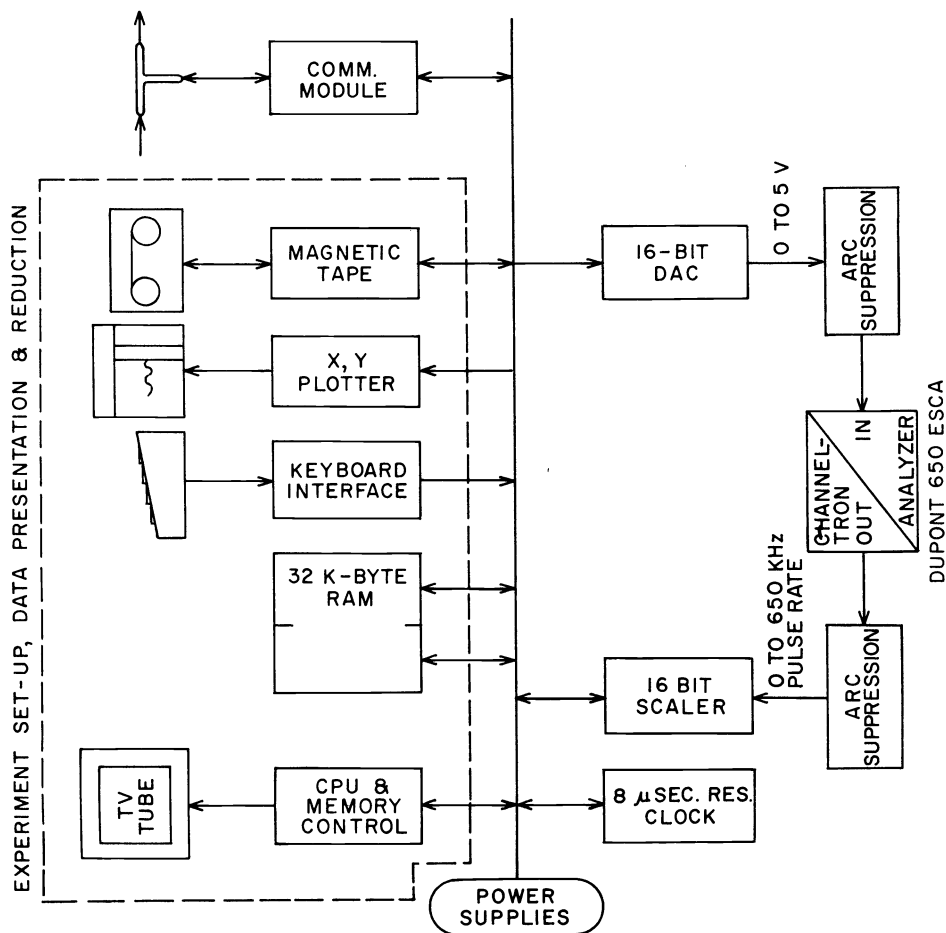 EXPERIMENT SET-UP, DATA PRESENTATION & REDUCTION
COMM.
MODULE
MAGNETIC
TAPE
X, Y
PLOTTER
KEYBOARD
INTERFACE
32 K-BYTE
RAM
TV
TUBE
CPU &
MEMORY
CONTROL
POWER
SUPPLIES
16-BIT
DAC
0 TO 5 V
ARC
SUPPRESSION
CHANNEL-
TRON
OUT
IN
ANALYZER
DUPONT 650 ESCA
ARC
SUPPRESSION
0 TO 650 KHz
PULSE RATE
16 BIT
SCALER
8 μSEC. RES.
CLOCK